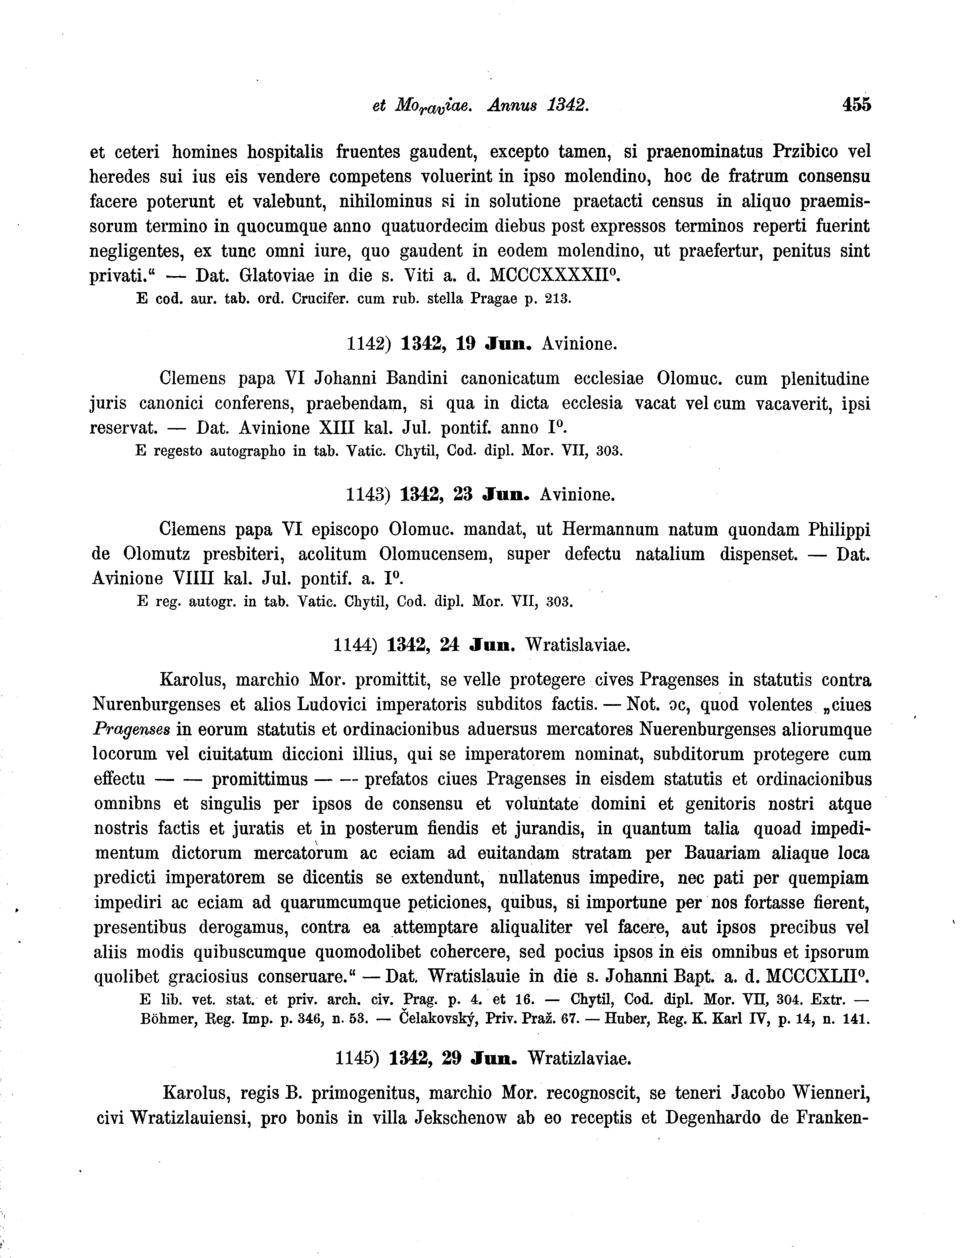 et Moraviae. Annus 1342. 455
et ceteri homines hospitalis fruentes gaudent, excepto tamen, si praenominatus Przibico vel
heredes sui ius eis vendere competens voluerint in ipso molendino, hoc de fratrum consensu
facere poterunt et valebunt, nihilominus si in solutione praetacti census in aliquo praemis-
sorum termino in quocumque anno quatuordecim diebus post expressos terminos reperti fuerint
negligentes, ex tunc omni iure, quo gaudent in eodem molendino, ut praefertur, penitus sint
privati.“ — Dat. Glatoviae in die s. Viti a. d. MCCCXXXXIIº.
E cod. aur. tab. ord. Crucifer. cum rub. stella Pragae p. 213.
1142) 1342, 19 Jun. Avinione.
Clemens papa VI Johanni Bandini canonicatum ecclesiae Olomuc. cum plenitudine
juris canonici conferens, praebendam, si qua in dicta ecclesia vacat vel cum vacaverit, ipsi
reservat. — Dat. Avinione XIII kal. Jul. pontif. anno Iº.
E regesto autographo in tab. Vatic. Chytil, Cod. dipl. Mor. VII, 303.
1143) 1342, 23 Jun. Avinione.
Clemens papa VI episcopo Olomuc. mandat, ut Hermannum natum quondam Philippi
de Olomutz presbiteri, acolitum Olomucensem, super defectu natalium dispenset. — Dat.
Avinione VIIII kal. Jul. pontif. a. Iº.
E reg. autogr. in tab. Vatic. Chytil, Cod. dipl. Mor. VII, 303.
1144) 1342, 24 Jun. Wratislaviae.
Karolus, marchio Mor. promittit, se velle protegere cives Pragenses in statutis contra
Nurenburgenses et alios Ludovici imperatoris subditos factis. — Not. ɔc, quod volentes „ciues
Pragenses in eorum statutis et ordinacionibus aduersus mercatores Nuerenburgenses aliorumque
locorum vel ciuitatum diccioni illius, qui se imperatorem nominat, subditorum protegere cum
effectu — — promittimus — — prefatos ciues Pragenses in eisdem statutis et ordinacionibus
omnibns et singulis per ipsos de consensu et voluntate domini et genitoris nostri atque
nostris factis et juratis et in posterum fiendis et jurandis, in quantum talia quoad impedi-
mentum dictorum mercatorum ac eciam ad euitandam stratam per Bauariam aliaque loca
predicti imperatorem se dicentis se extendunt, nullatenus impedire, nec pati per quempiam
impediri ac eciam ad quarumcumque peticiones, quibus, si importune per nos fortasse fierent,
presentibus derogamus, contra ea attemptare aliqualiter vel facere, aut ipsos precibus vel
aliis modis quibuscumque quomodolibet cohercere, sed pocius ipsos in eis omnibus et ipsorum
quolibet graciosius conseruare.“ — Dat. Wratislauie in die s. Johanni Bapt. a. d. MCCCXLIIº.
E lib. vet. stat. et priv. arch. civ. Prag. p. 4. et 16. — Chytil, Cod. dipl. Mor. VII, 304. Extr. —
Böhmer, Reg. Imp. p. 346, n. 53. — Čelakovský, Priv. Praž. 67. — Huber, Reg. K. Karl IV, p. 14, n. 141.
1145) 1342, 29 Jun. Wratizlaviae.
Karolus, regis B. primogenitus, marchio Mor. recognoscit, se teneri Jacobo Wienneri,
civi Wratizlauiensi, pro bonis in villa Jekschenow ab eo receptis et Degenhardo de Franken-